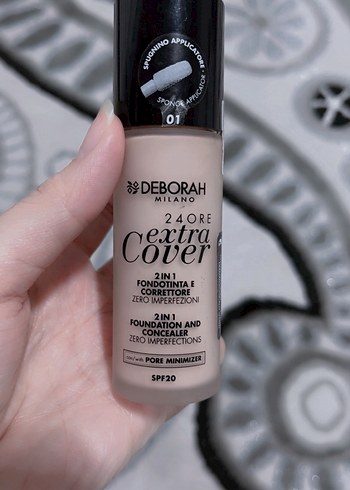 SPUGNINO APPLICATORE •
SPONGE APPLICATOR •
01
DEBORAH
MILANO
24ORE
extra
Cover
2 IN 1
FONDOTINTA E
CORRETTORE
ZERO IMPERFEZIONI
2 IN 1
FOUNDATION AND
CONCEALER
ZERO IMPERFECTIONS
con/with PORE MINIMIZER
SPF20